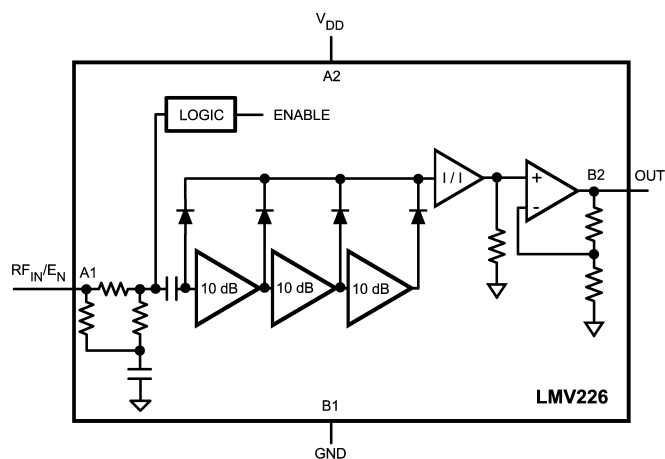 VDD
A2
LOGIC
ENABLE
I / I
+
-
B2
OUT
RFIN/EN
A1
10 dB
10 dB
10 dB
LMV226
B1
GND